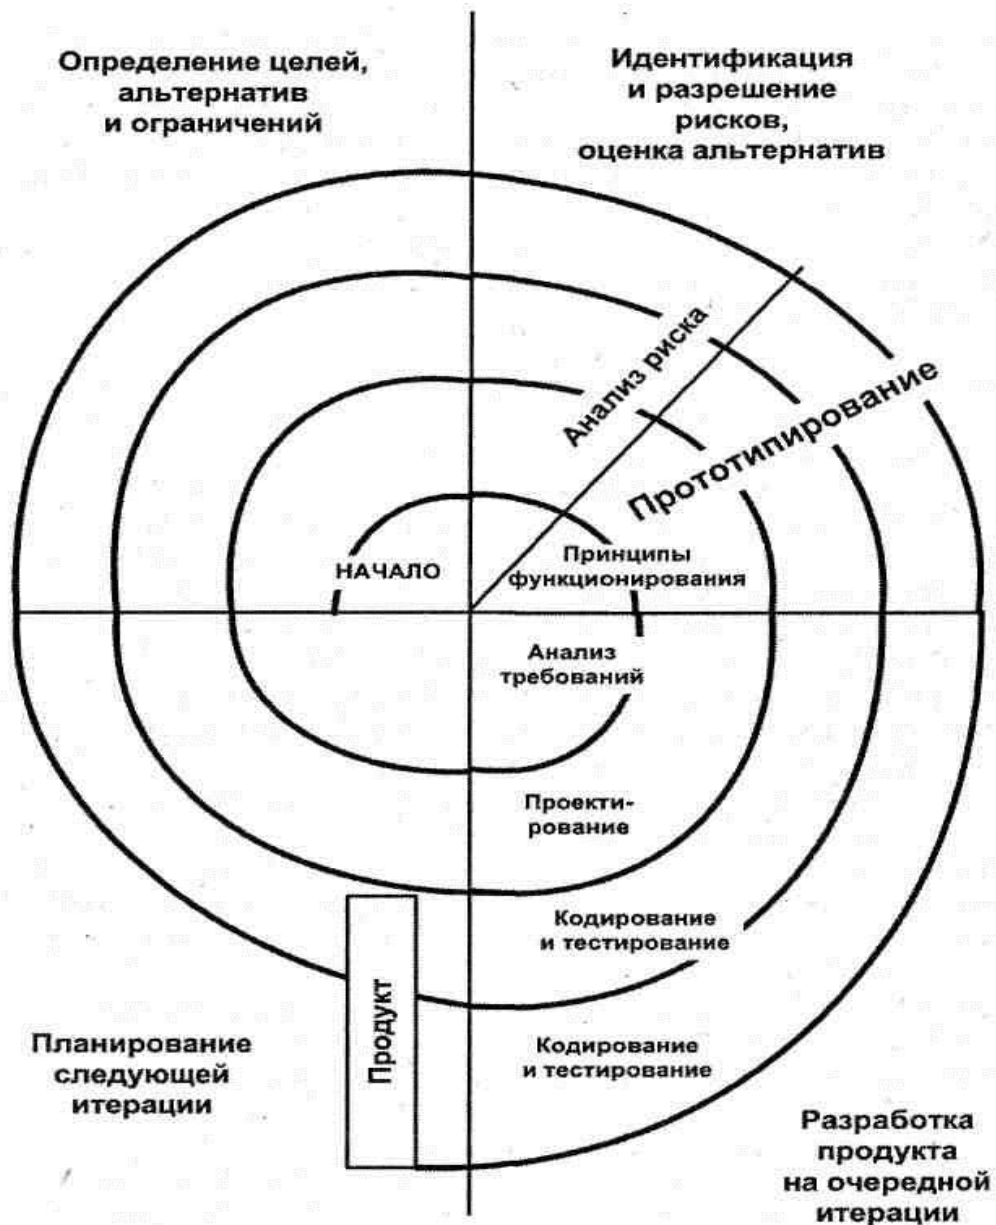 Определение целей,
альтернатив
и ограничений
Идентификация
и разрешение
рисков,
оценка альтернатив
Анализ риска
Прототипирование
НАЧАЛО
Принципы
функционирования
Анализ
требований
Проекти-
рование
Кодирование
и тестирование
Продукт
Кодирование
и тестирование
Планирование
следующей
итерации
Разработка
продукта
на очередной
итерации